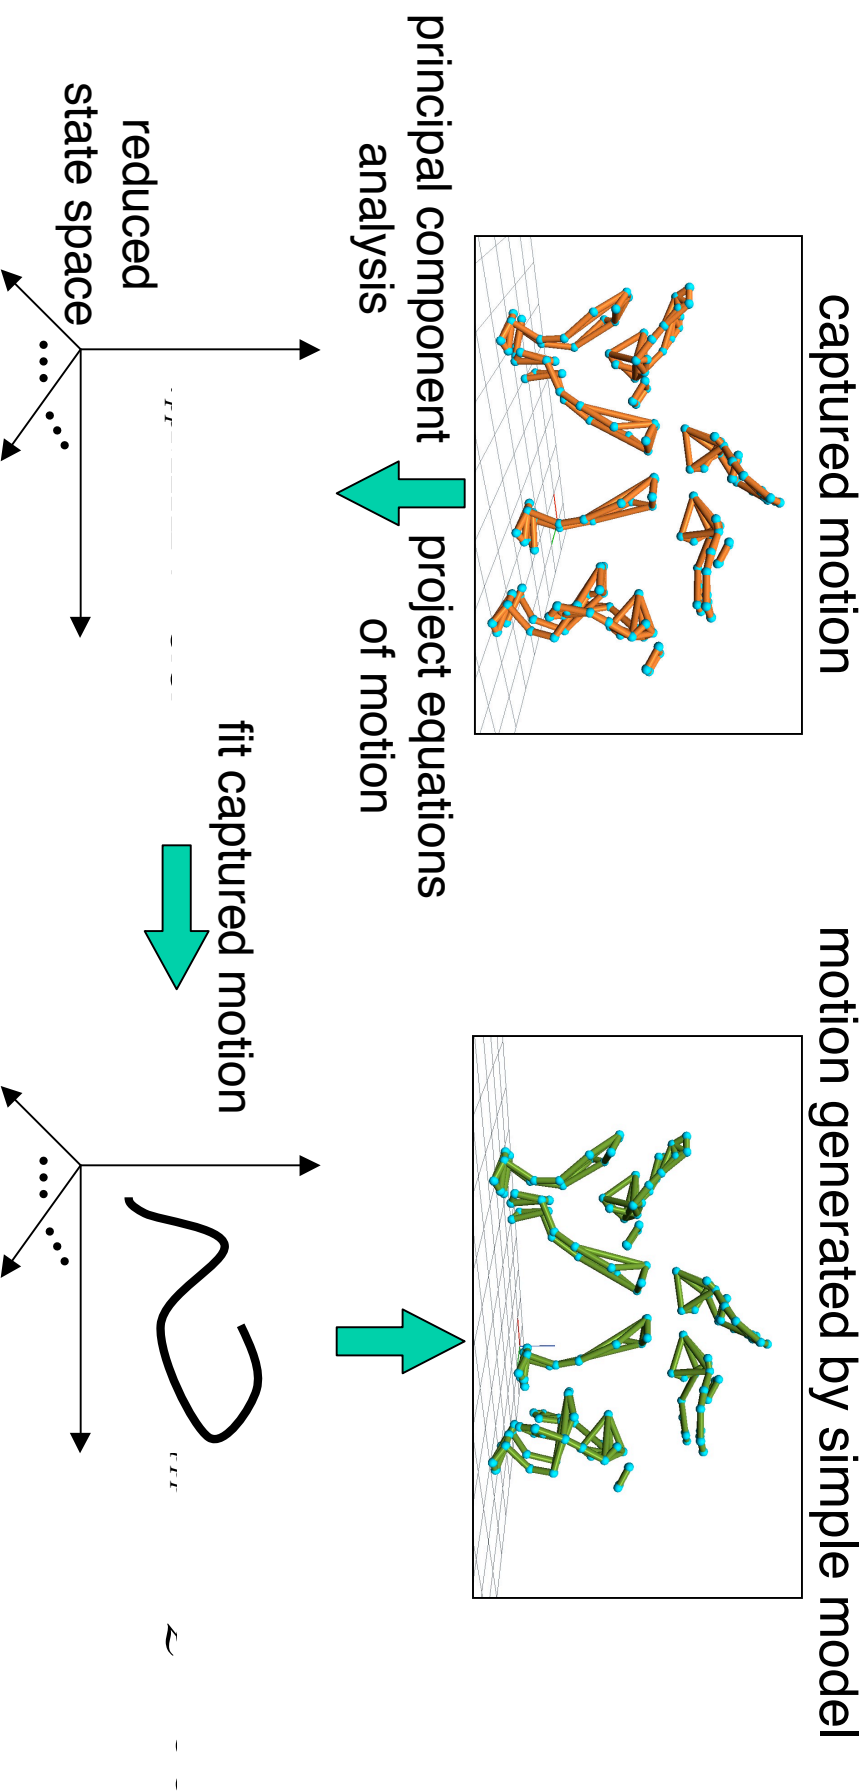 captured motion
motion generated by simple model
principal component
analysis
project equations
of motion
fit captured motion
reduced
state space